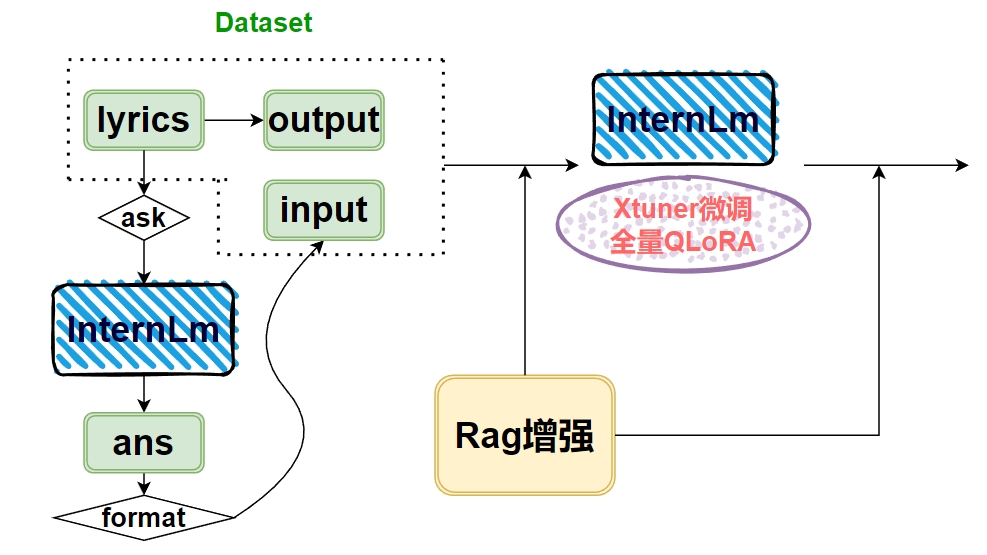 Dataset
lyrics
output
InternLm
input
Xtuner微调
全量QLoRA
ask
InternLm
ans
Rag增强
format